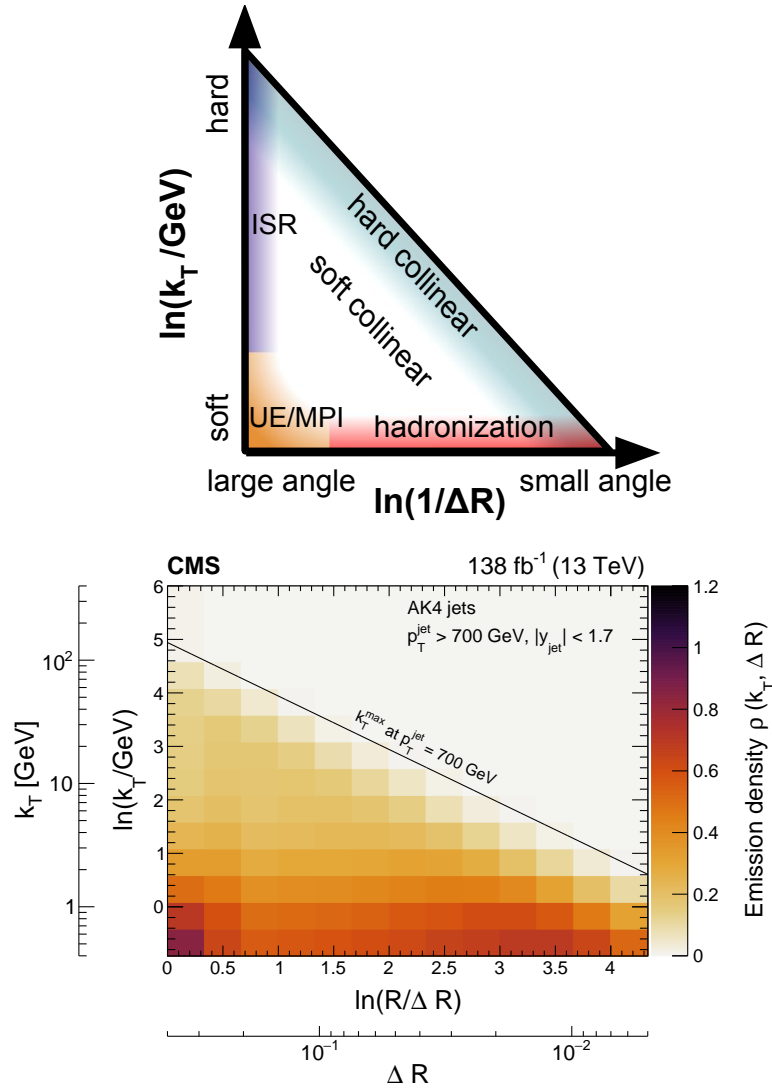 hard
ln(k_T/GeV)
ISR
hard collinear
soft collinear
soft
UE/MPI
hadronization
large angle
ln(1/ΔR)
small angle
CMS
138 fb⁻¹ (13 TeV)
AK4 jets
p_T^jet > 700 GeV, |y_jet| < 1.7
k_T^max at p_T^jet = 700 GeV
k_T [GeV]
10²
10
1
ln(k_T/GeV)
6
5
4
3
2
1
0
0 0.5 1 1.5 2 2.5 3 3.5 4
ln(R/Δ R)
10⁻¹ 10⁻²
Δ R
1.2
1
0.8
0.6
0.4
0.2
0
Emission density ρ (k_T, Δ R)